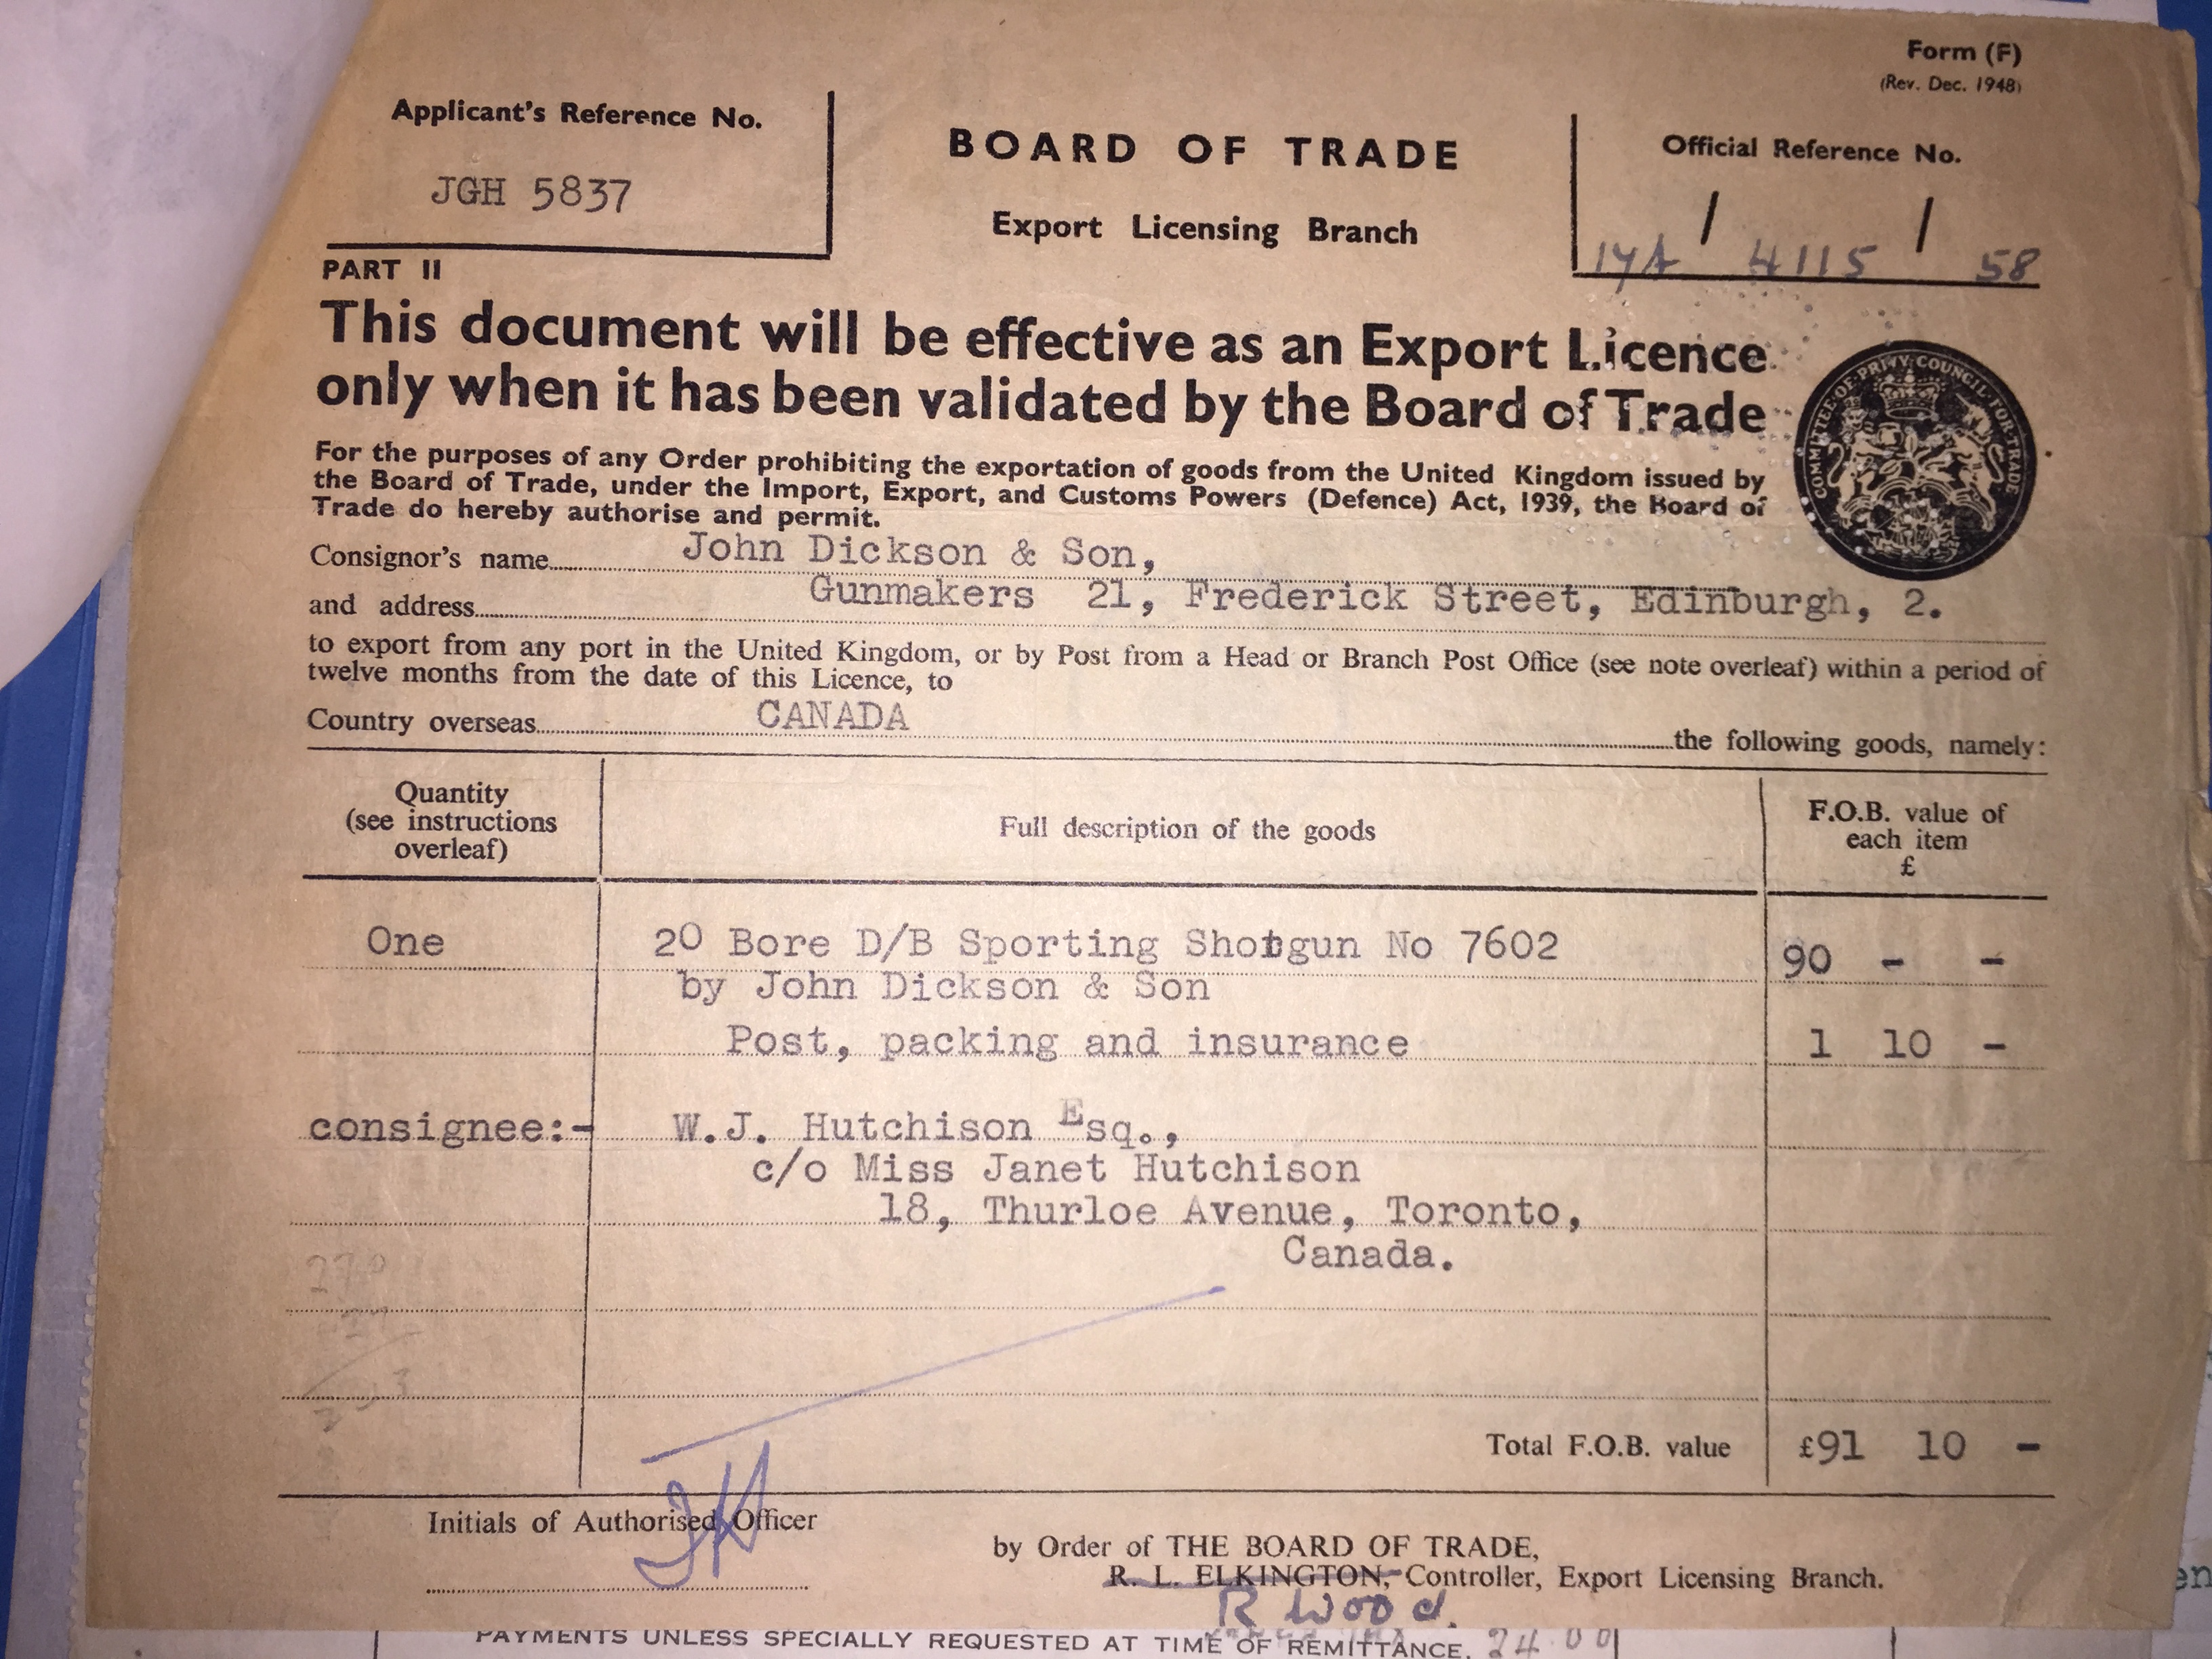 Form (F)
(Rev. Dec. 1948)
Applicant's Reference No.
JGH 5837
BOARD OF TRADE
Export Licensing Branch
Official Reference No.
/ /
4115 58
PART II
This document will be effective as an Export Licence
only when it has been validated by the Board of Trade
COMMITTEE OF PRIVY COUNCIL FOR TRADE
For the purposes of any Order prohibiting the exportation of goods from the United Kingdom issued by
the Board of Trade, under the Import, Export, and Customs Powers (Defence) Act, 1939, the Board of
Trade do hereby authorise and permit.
Consignor's name John Dickson & Son,
and address Gunmakers 21, Frederick Street, Edinburgh, 2.
to export from any port in the United Kingdom, or by Post from a Head or Branch Post Office (see note overleaf) within a period of
twelve months from the date of this Licence, to
Country overseas CANADA the following goods, namely:
Quantity
(see instructions
overleaf)
Full description of the goods
F.O.B. value of
each item
£
One 20 Bore D/B Sporting Shotgun No 7602 90 - -
by John Dickson & Son
Post, packing and insurance 1 10 -
consignee:- W.J. Hutchison Esq.,
c/o Miss Janet Hutchison
18, Thurloe Avenue, Toronto,
Canada.
Total F.O.B. value £91 10 -
Initials of Authorised Officer
JH
by Order of THE BOARD OF TRADE,
R. L. ELKINGTON, Controller, Export Licensing Branch.
R Wood.
PAYMENTS UNLESS SPECIALLY REQUESTED AT TIME OF REMITTANCE.